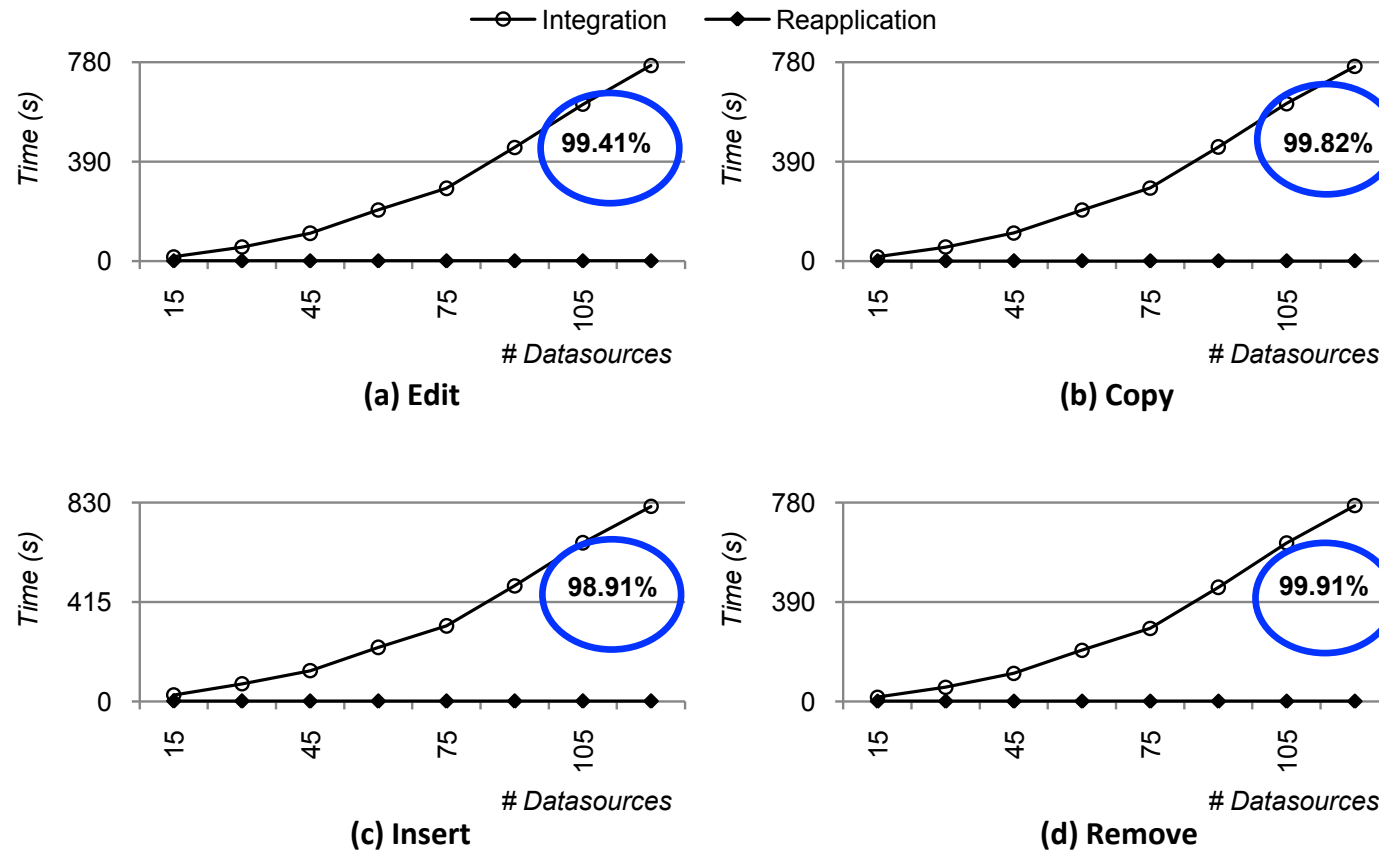 Integration Reapplication
Time (s)
780
390
0
99.41%
15 45 75 105
# Datasources
(a) Edit
Time (s)
780
390
0
99.82%
15 45 75 105
# Datasources
(b) Copy
Time (s)
830
415
0
98.91%
15 45 75 105
# Datasources
(c) Insert
Time (s)
780
390
0
99.91%
15 45 75 105
# Datasources
(d) Remove